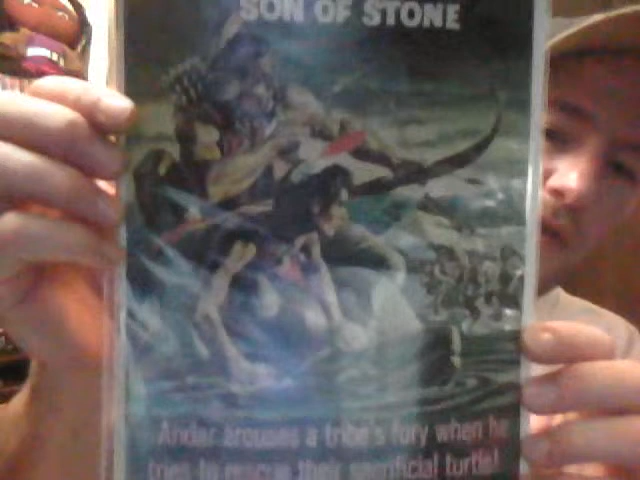 SON OF STONE
Andar arouses a tribe's fury when he
tries to rescue their sacrificial turtle!